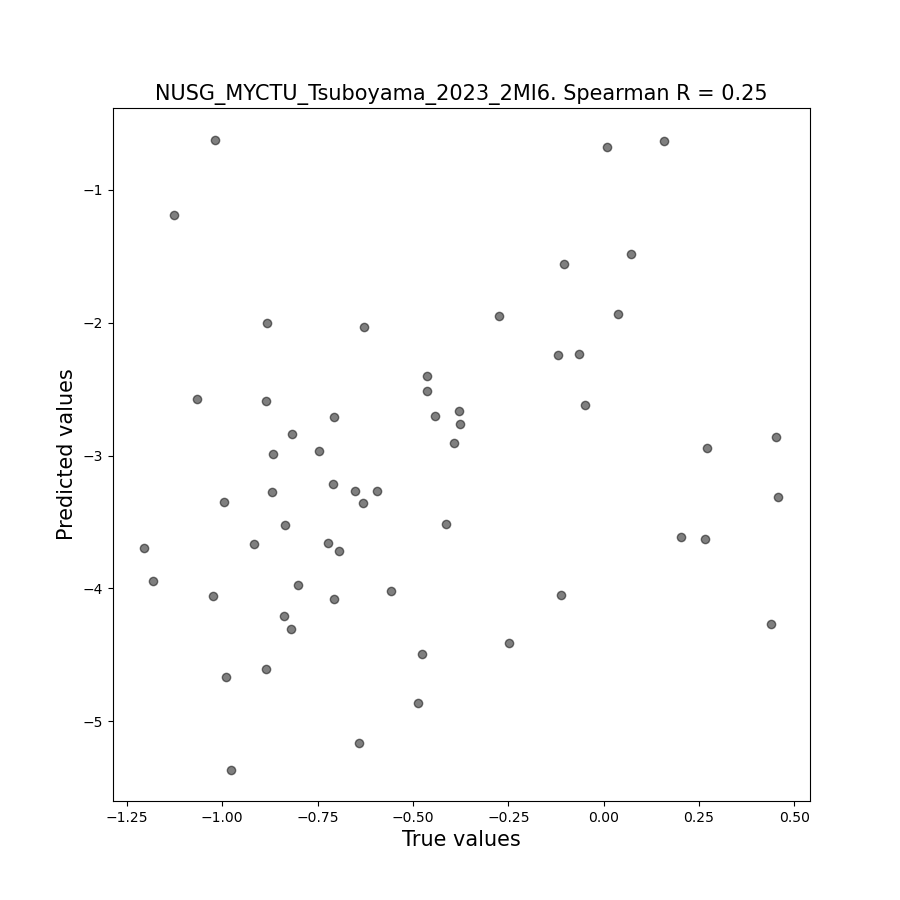 NUSG_MYCTU_Tsuboyama_2023_2MI6. Spearman R = 0.25
−1
−2
−3
−4
−5
Predicted values
−1.25 −1.00 −0.75 −0.50 −0.25 0.00 0.25 0.50
True values